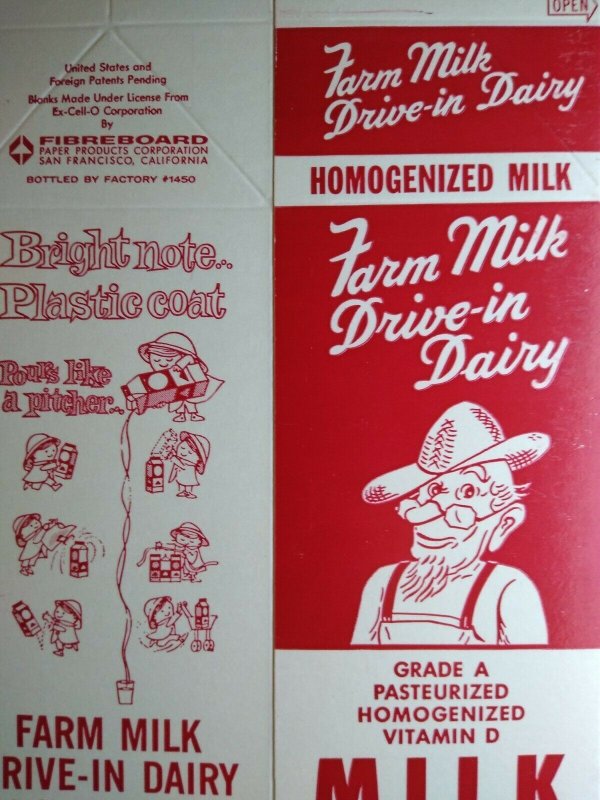 United States and
Foreign Patents Pending
Blanks Made Under License From
Ex-Cell-O Corporation
By
FIBREBOARD
PAPER PRODUCTS CORPORATION
SAN FRANCISCO, CALIFORNIA
BOTTLED BY FACTORY #1450
Bright note..
Plastic coat
Pours like
a pitcher..
FARM MILK
RIVE-IN DAIRY
OPEN
Farm Milk
Drive-in Dairy
HOMOGENIZED MILK
Farm Milk
Drive-in
Dairy
GRADE A
PASTEURIZED
HOMOGENIZED
VITAMIN D
MILK